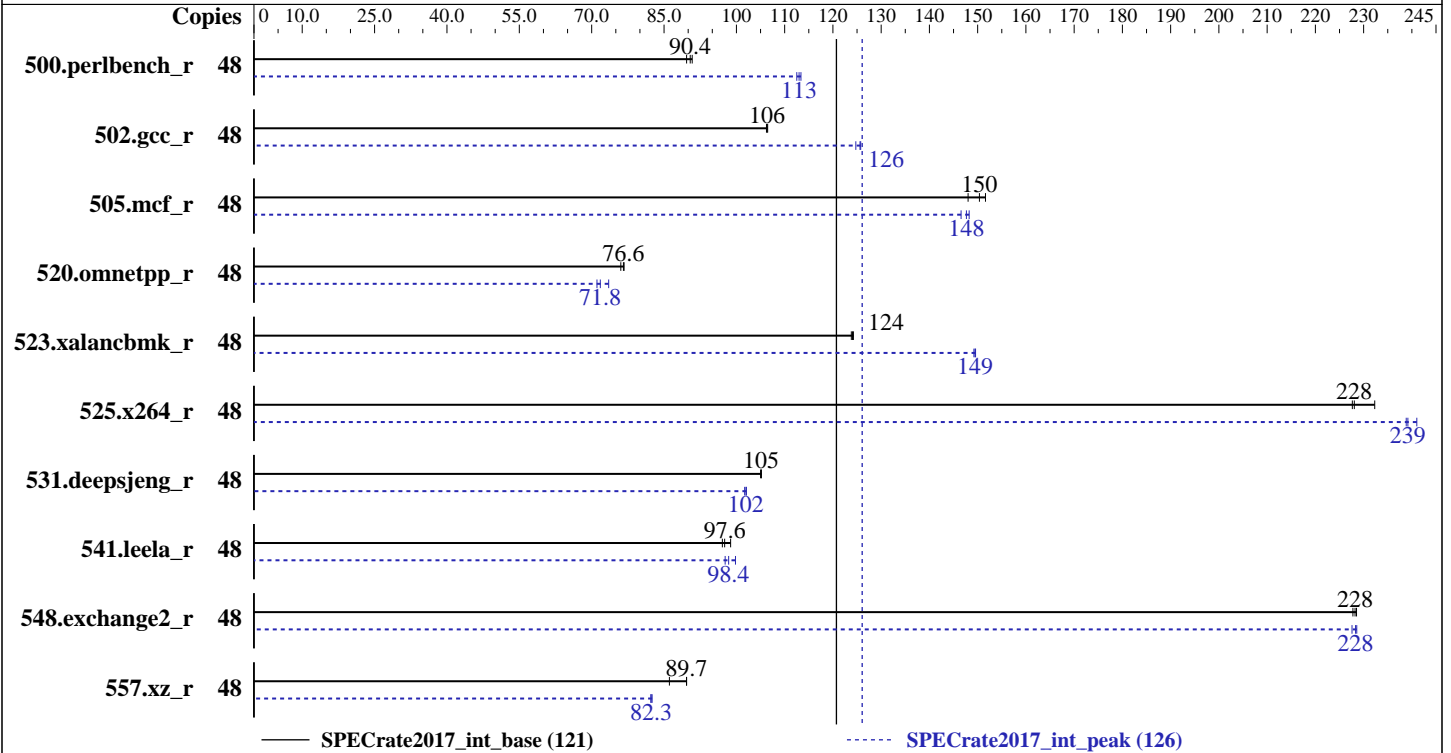 Copies 0 10.0 25.0 40.0 55.0 70.0 85.0 100 110 120 130 140 150 160 170 180 190 200 210 220 230 245
90.4
500.perlbench_r 48
113
106
502.gcc_r 48
126
150
505.mcf_r 48
148
76.6
520.omnetpp_r 48
71.8
124
523.xalancbmk_r 48
149
228
525.x264_r 48
239
105
531.deepsjeng_r 48
102
97.6
541.leela_r 48
98.4
228
548.exchange2_r 48
228
89.7
557.xz_r 48
82.3
SPECrate2017_int_base (121) SPECrate2017_int_peak (126)